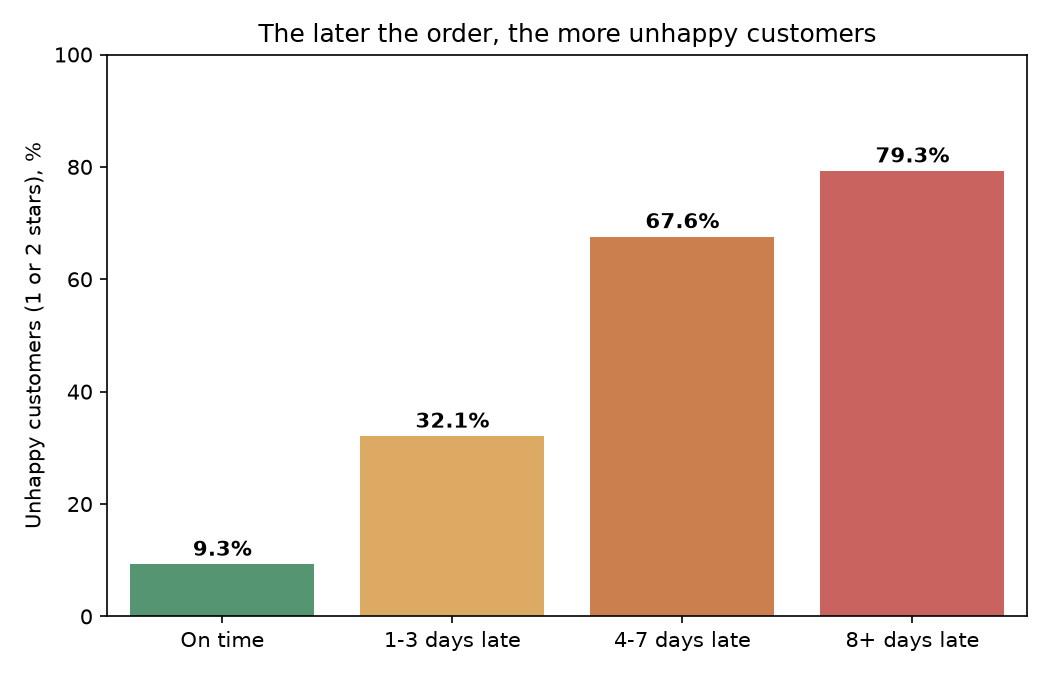 The later the order, the more unhappy customers
Unhappy customers (1 or 2 stars), %
100
80
60
40
20
0
9.3%
32.1%
67.6%
79.3%
On time
1-3 days late
4-7 days late
8+ days late